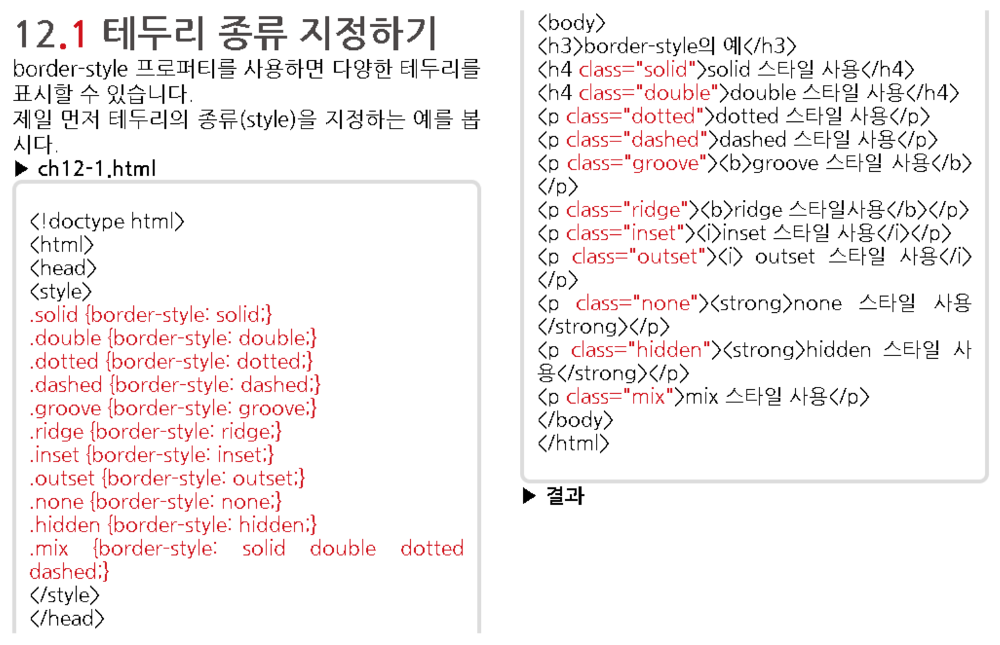 12.1 테두리 종류 지정하기
border-style 프로퍼티를 사용하면 다양한 테두리를
표시할 수 있습니다.
제일 먼저 테두리의 종류(style)을 지정하는 예를 봅
시다.
▶ ch12-1.html
<!doctype html>
<html>
<head>
<style>
.solid {border-style: solid;}
.double {border-style: double;}
.dotted {border-style: dotted;}
.dashed {border-style: dashed;}
.groove {border-style: groove;}
.ridge {border-style: ridge;}
.inset {border-style: inset;}
.outset {border-style: outset;}
.none {border-style: none;}
.hidden {border-style: hidden;}
.mix {border-style: solid double dotted
dashed;}
</style>
</head>
<body>
<h3>border-style의 예</h3>
<h4 class="solid">solid 스타일 사용</h4>
<h4 class="double">double 스타일 사용</h4>
<p class="dotted">dotted 스타일 사용</p>
<p class="dashed">dashed 스타일 사용</p>
<p class="groove"><b>groove 스타일 사용</b>
</p>
<p class="ridge"><b>ridge 스타일사용</b></p>
<p class="inset"><i>inset 스타일 사용</i></p>
<p class="outset"><i> outset 스타일 사용</i>
</p>
<p class="none"><strong>none 스타일 사용
</strong></p>
<p class="hidden"><strong>hidden 스타일 사
용</strong></p>
<p class="mix">mix 스타일 사용</p>
</body>
</html>
▶ 결과